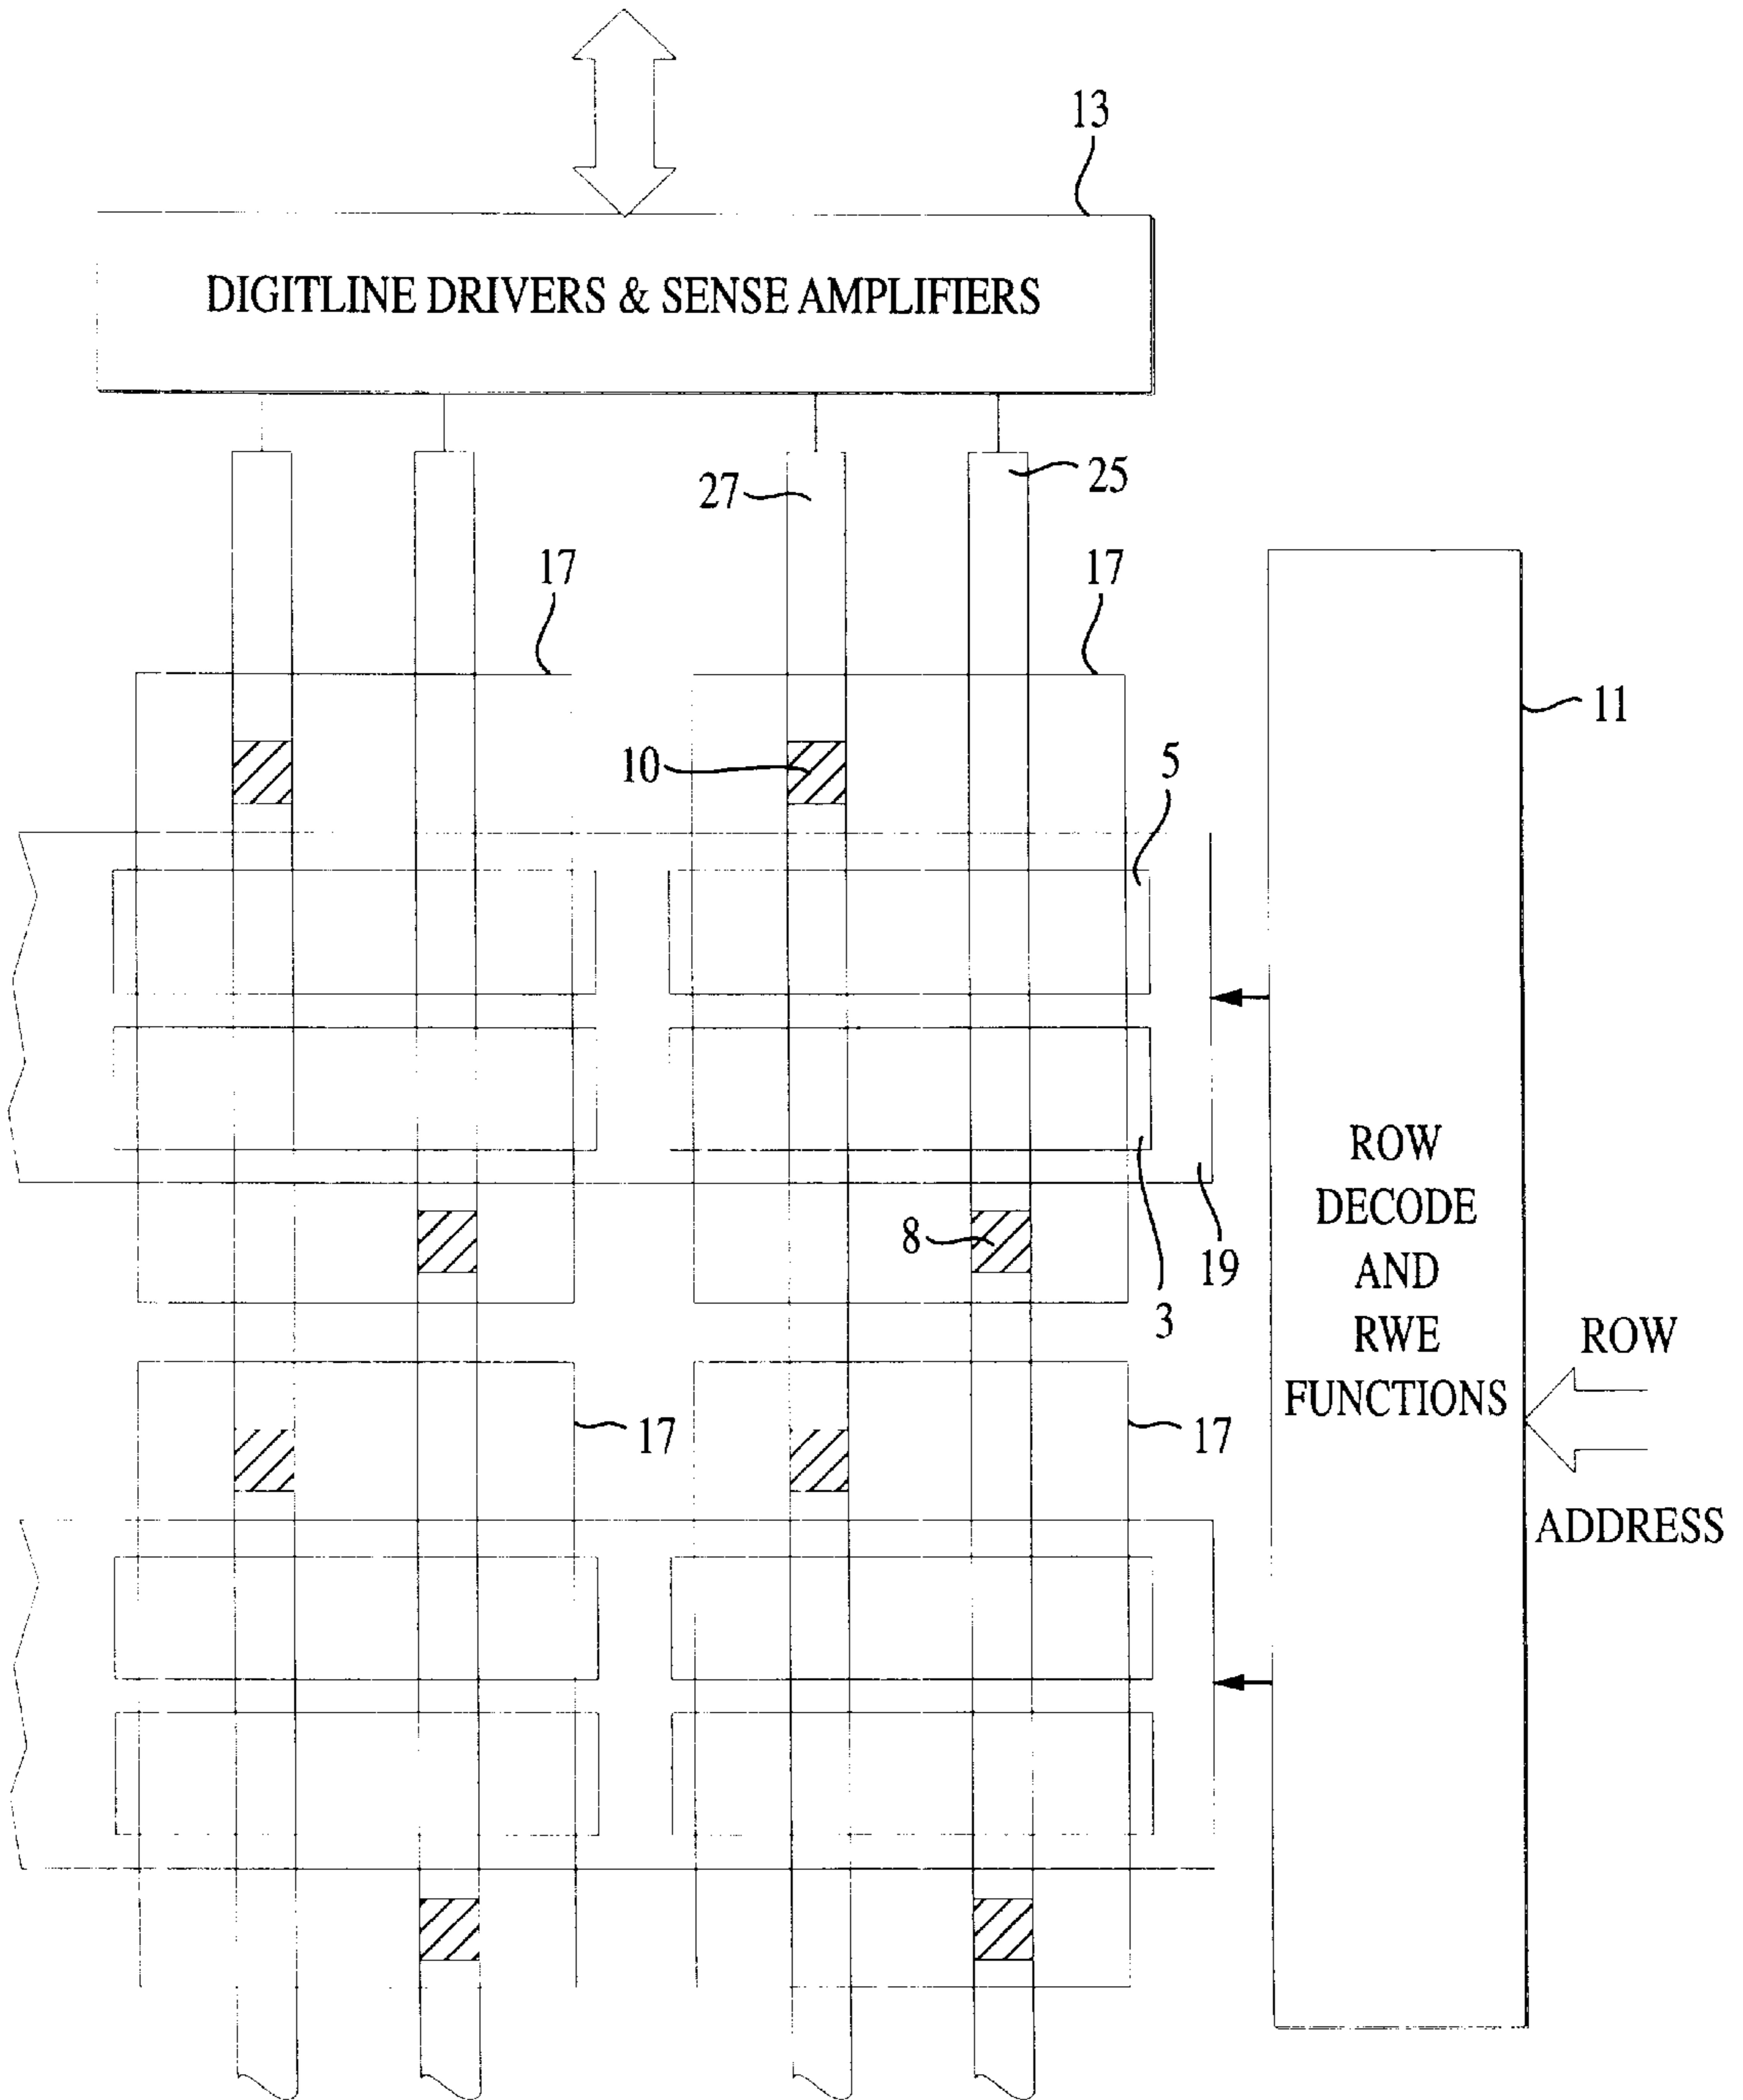 13
DIGITLINE DRIVERS & SENSE AMPLIFIERS
27
25
17
17
11
10
5
ROW
DECODE
AND
RWE
FUNCTIONS
8
19
3
ROW
ADDRESS
17
17